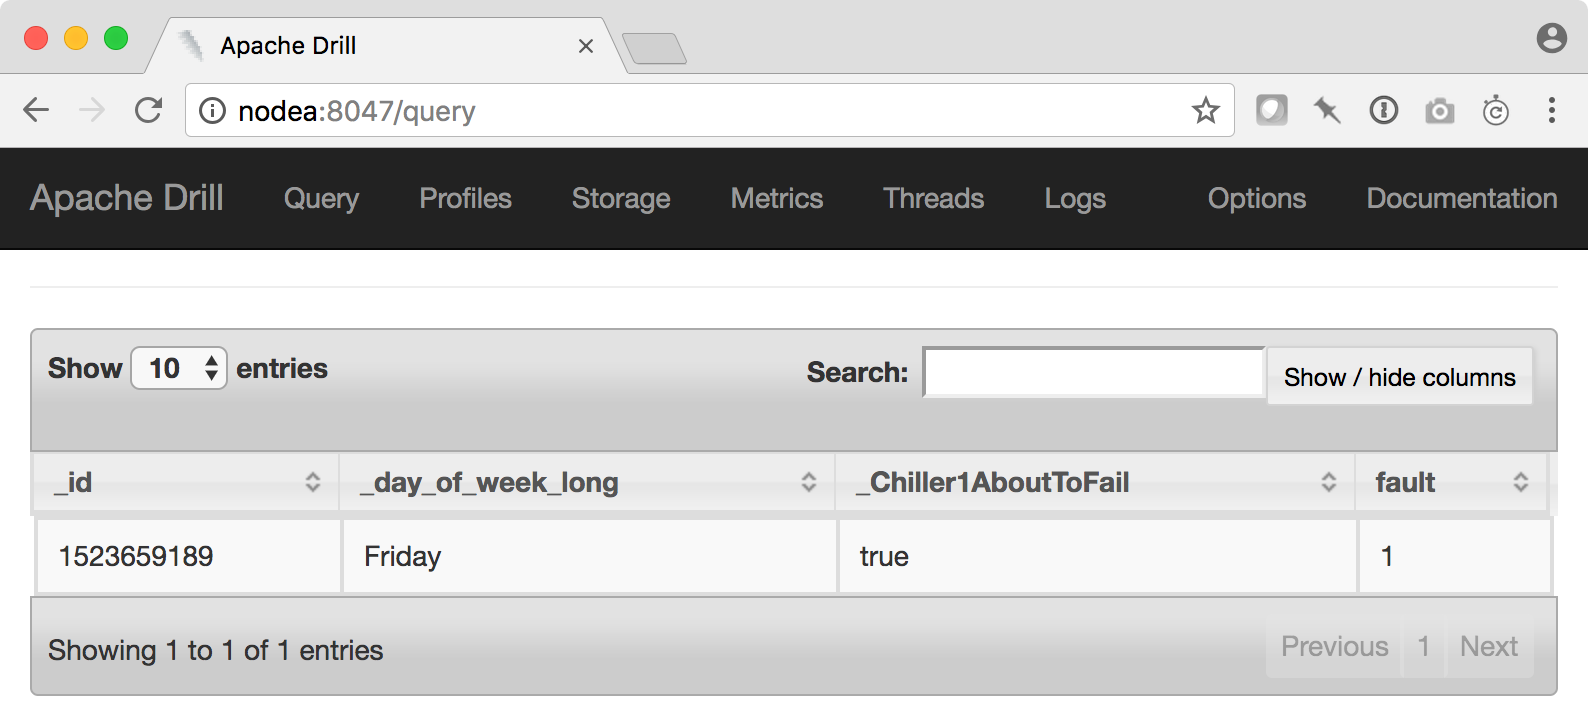 Apache Drill
nodea:8047/query
Apache Drill Query Profiles Storage Metrics Threads Logs Options Documentation
Show 10 entries Search: Show / hide columns
_id _day_of_week_long _Chiller1AboutToFail fault
1523659189 Friday true 1
Showing 1 to 1 of 1 entries Previous 1 Next